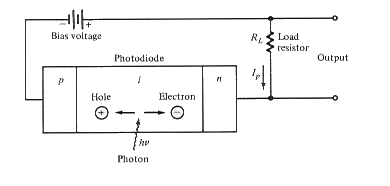 − +
Bias voltage
R_L Load
resistor
Output
Photodiode
I_p
p i n
Hole Electron
+ −
hν
Photon